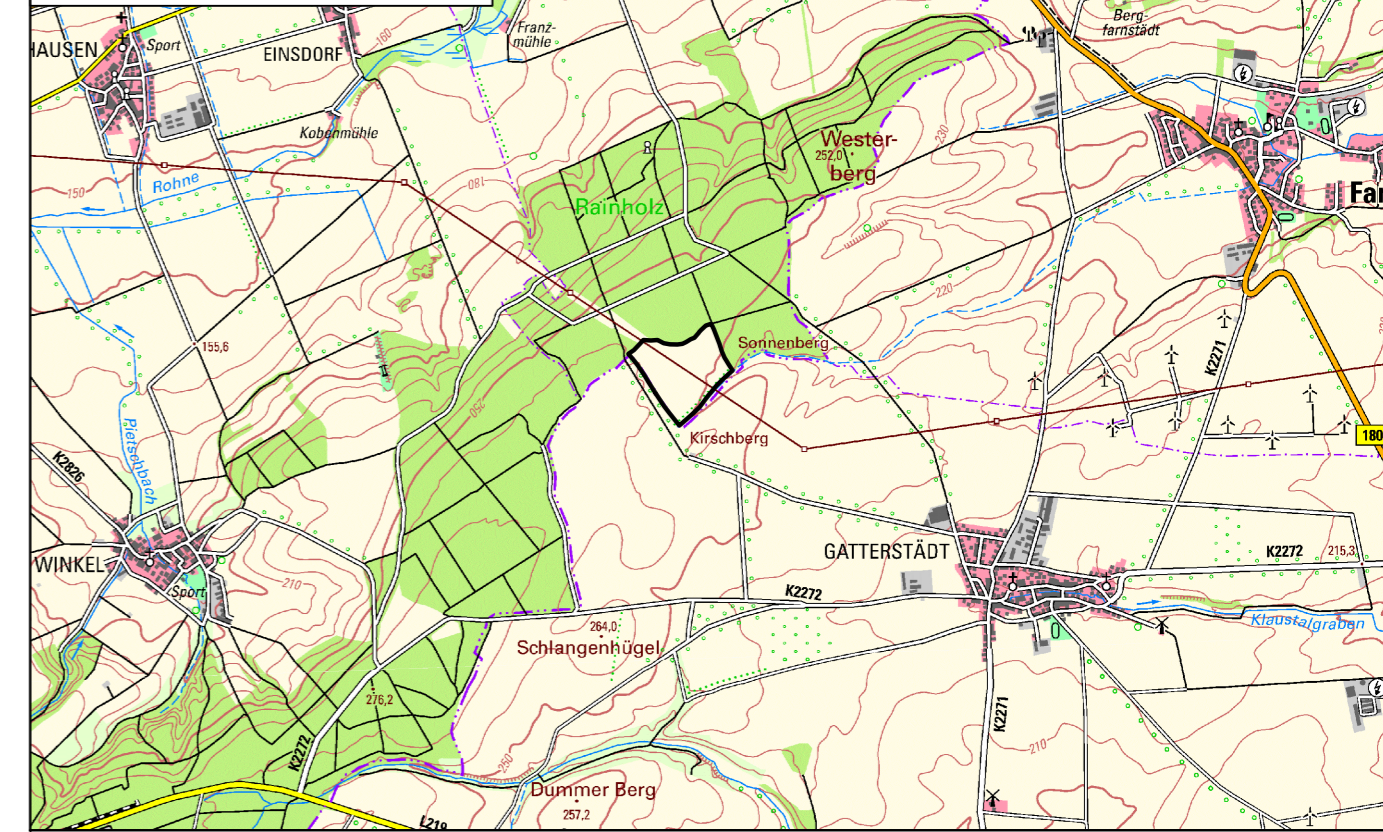 HAUSEN
Sport
EINSDORF
160
Franz-
mühle
Berg-
farnstädt
Kobenmühle
Rohne
150
180
Wester-
252,0
berg
230
Rainholz
Far
220
155,6
Sonnenberg
K2271
250
Kirschberg
180
Pietschbach
K2826
WINKEL
Sport
210
GATTERSTÄDT
K2272
215,3
K2272
Klaustalgraben
264,0
Schlangenhügel
276,2
K2272
K2271
210
250
Dummer Berg
257,2
L219